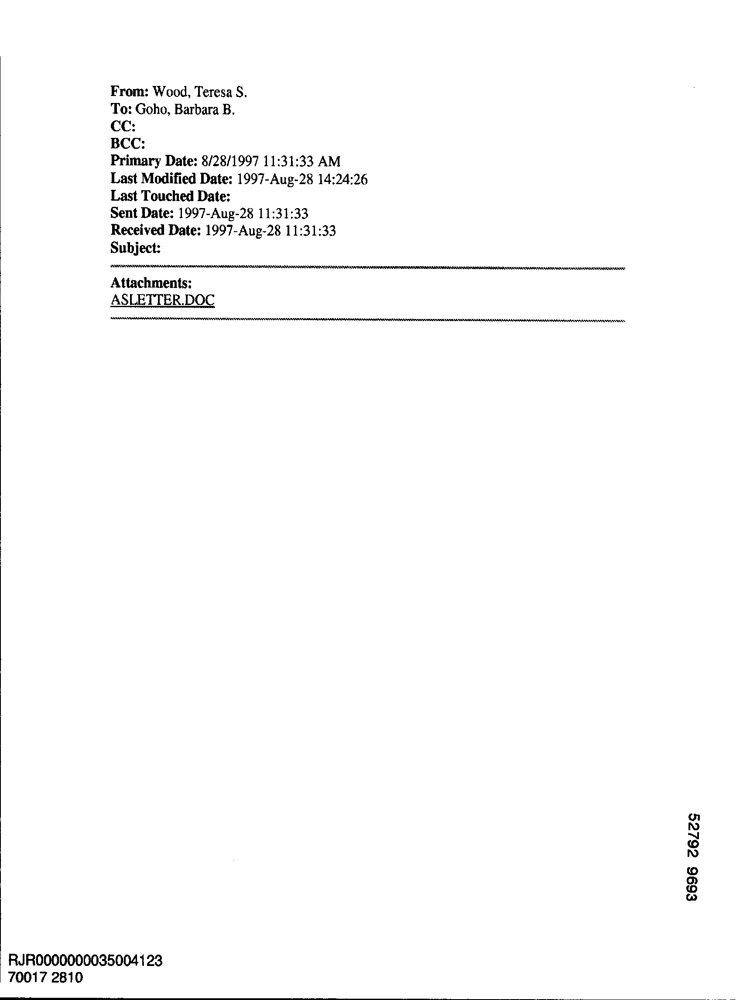 From: Wood, Teresa S.
To: Goho, Barbara B.
CC:
BCC:
Primary Date: 8/28/1997 11:31:33 AM
Last Modified Date: 1997-Aug-28 14:24:26
Last Touched Date:
Sent Date: 1997-Aug-28 11:31:33
Received Date: 1997-Aug-28 11:31:33
Subject:
Attachments:
ASLETTER.DOC
52792 9693
RJR0000000035004123
70017 2810